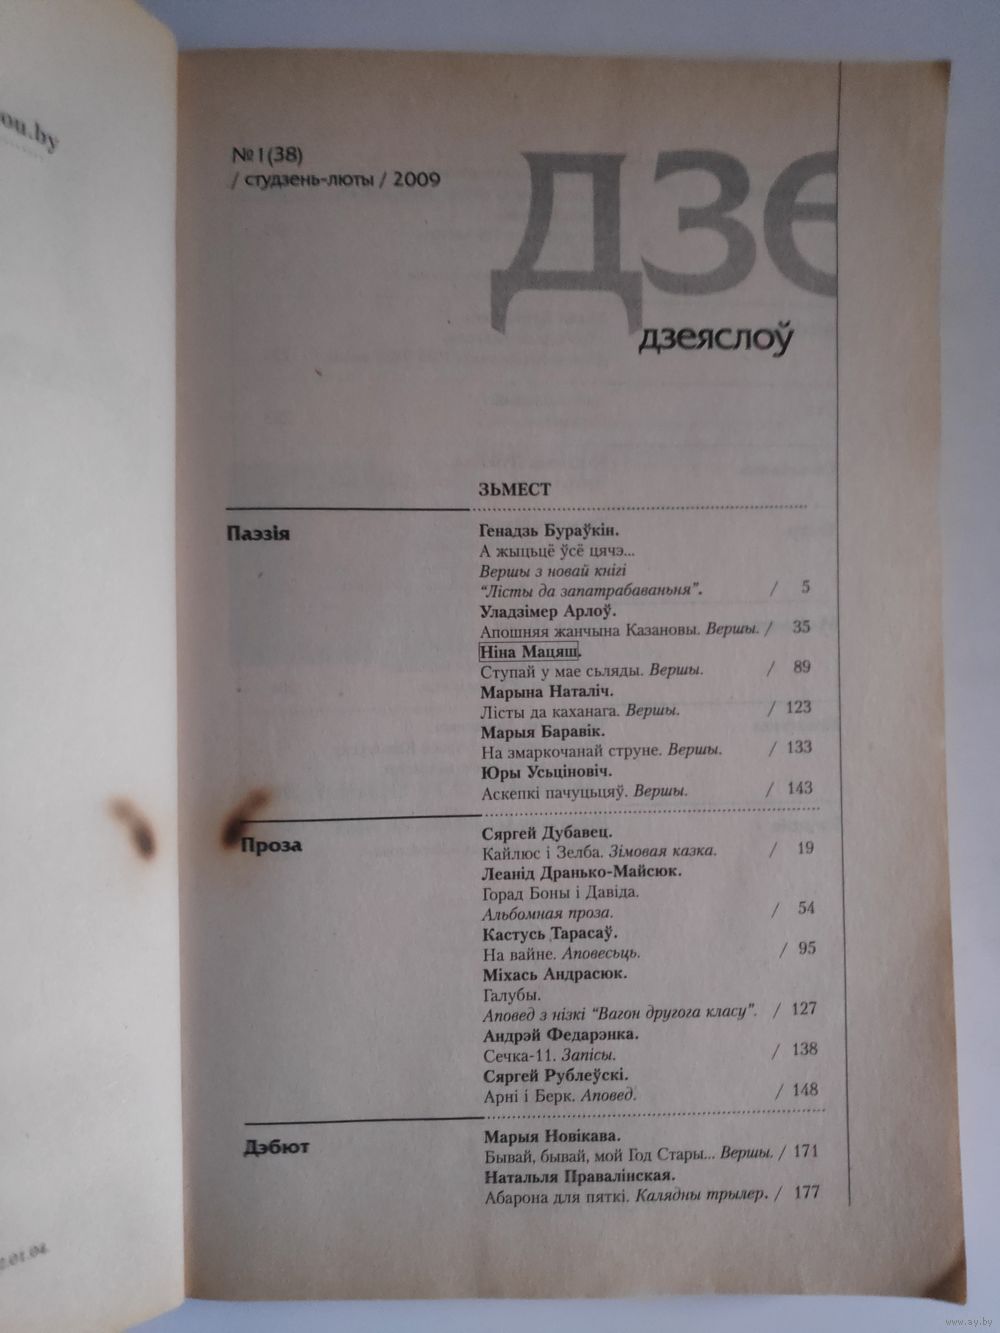 ou.by
№1(38)
/ студзень-люты / 2009
дзе
дзеяслоў
ЗЬМЕСТ
Паэзія
Генадзь Бураўкін.
А жыцьцё ўсё цячэ...
Вершы з новай кнігі
“Лісты да запатрабаваньня”. / 5
Уладзімер Арлоў.
Апошняя жанчына Казановы. Вершы. / 35
Ніна Мацяш.
Ступай у мае сьляды. Вершы. / 89
Марына Наталіч.
Лісты да каханага. Вершы. / 123
Марыя Баравік.
На змаркочанай струне. Вершы. / 133
Юры Усьціновіч.
Аскепкі пачуцьцяў. Вершы. / 143
Проза
Сяргей Дубавец.
Кайлюс і Зелба. Зімовая казка. / 19
Леанід Дранько-Майсюк.
Горад Боны і Давіда.
Альбомная проза. / 54
Кастусь Тарасаў.
На вайне. Аповесьць. / 95
Міхась Андрасюк.
Галубы.
Аповед з нізкі “Вагон другога класу”. / 127
Андрэй Федарэнка.
Сечка-11. Запісы. / 138
Сяргей Рублеўскі.
Арні і Берк. Аповед. / 148
Дэбют
Марыя Новікава.
Бывай, бывай, мой Год Стары... Вершы. / 171
Натальля Правалінская.
Абарона для пяткі. Калядны трылер. / 177
www.ay.by